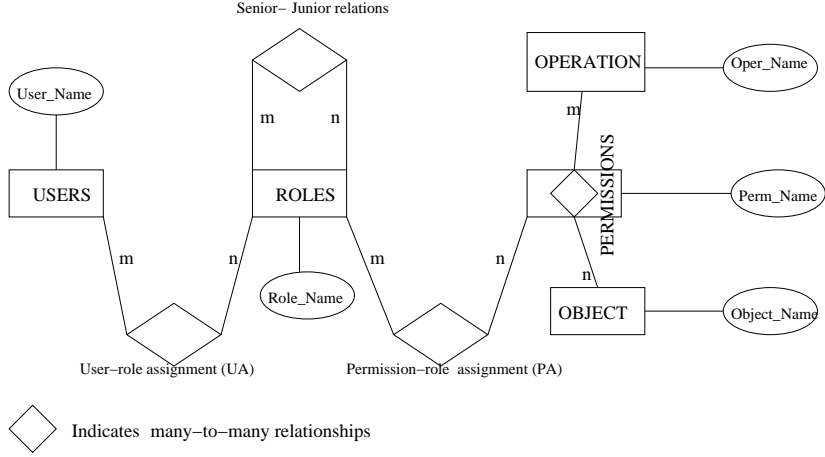 Senior− Junior relations
OPERATION
Oper_Name
User_Name
m
n
m
USERS
ROLES
PERMISSIONS
Perm_Name
m
n
m
n
n
Role_Name
OBJECT
Object_Name
User−role assignment (UA)
Permission−role assignment (PA)
Indicates many−to−many relationships